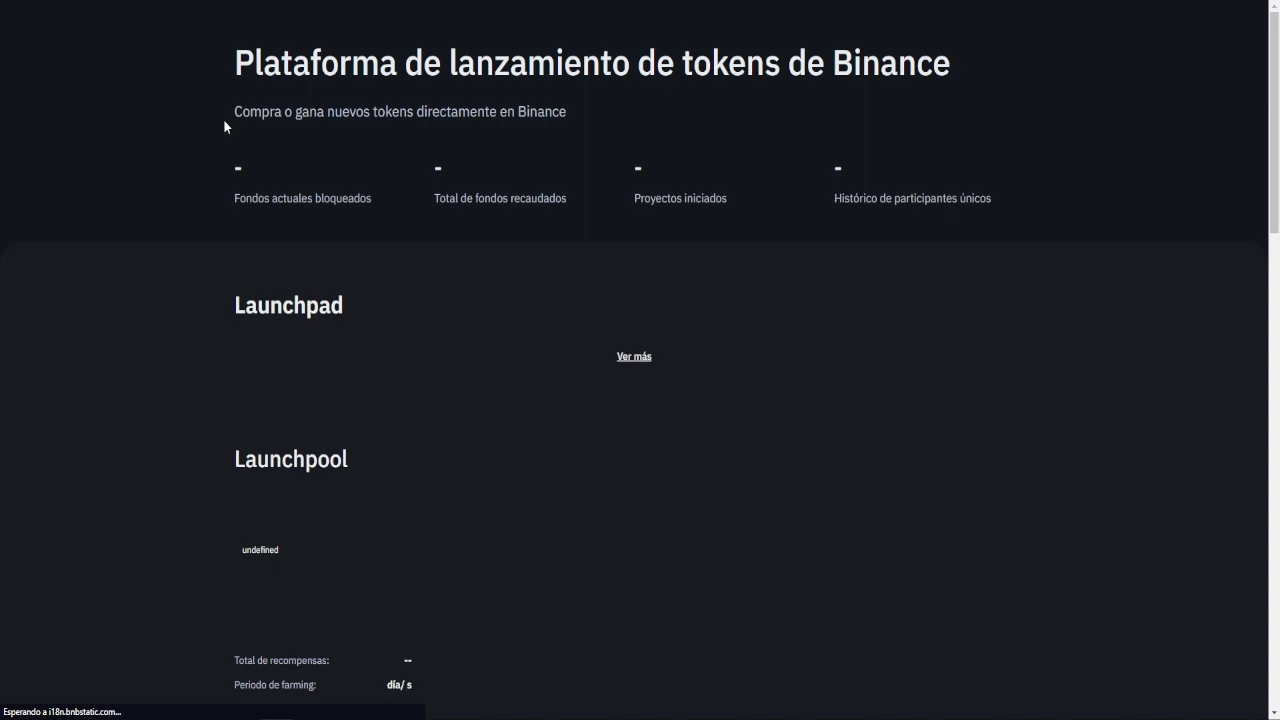 Plataforma de lanzamiento de tokens de Binance
Compra o gana nuevos tokens directamente en Binance
- - - -
Fondos actuales bloqueados Total de fondos recaudados Proyectos iniciados Histórico de participantes únicos
Launchpad
Ver más
Launchpool
undefined
Total de recompensas: --
Periodo de farming: día/ s
Esperando a i18n.bnbstatic.com...